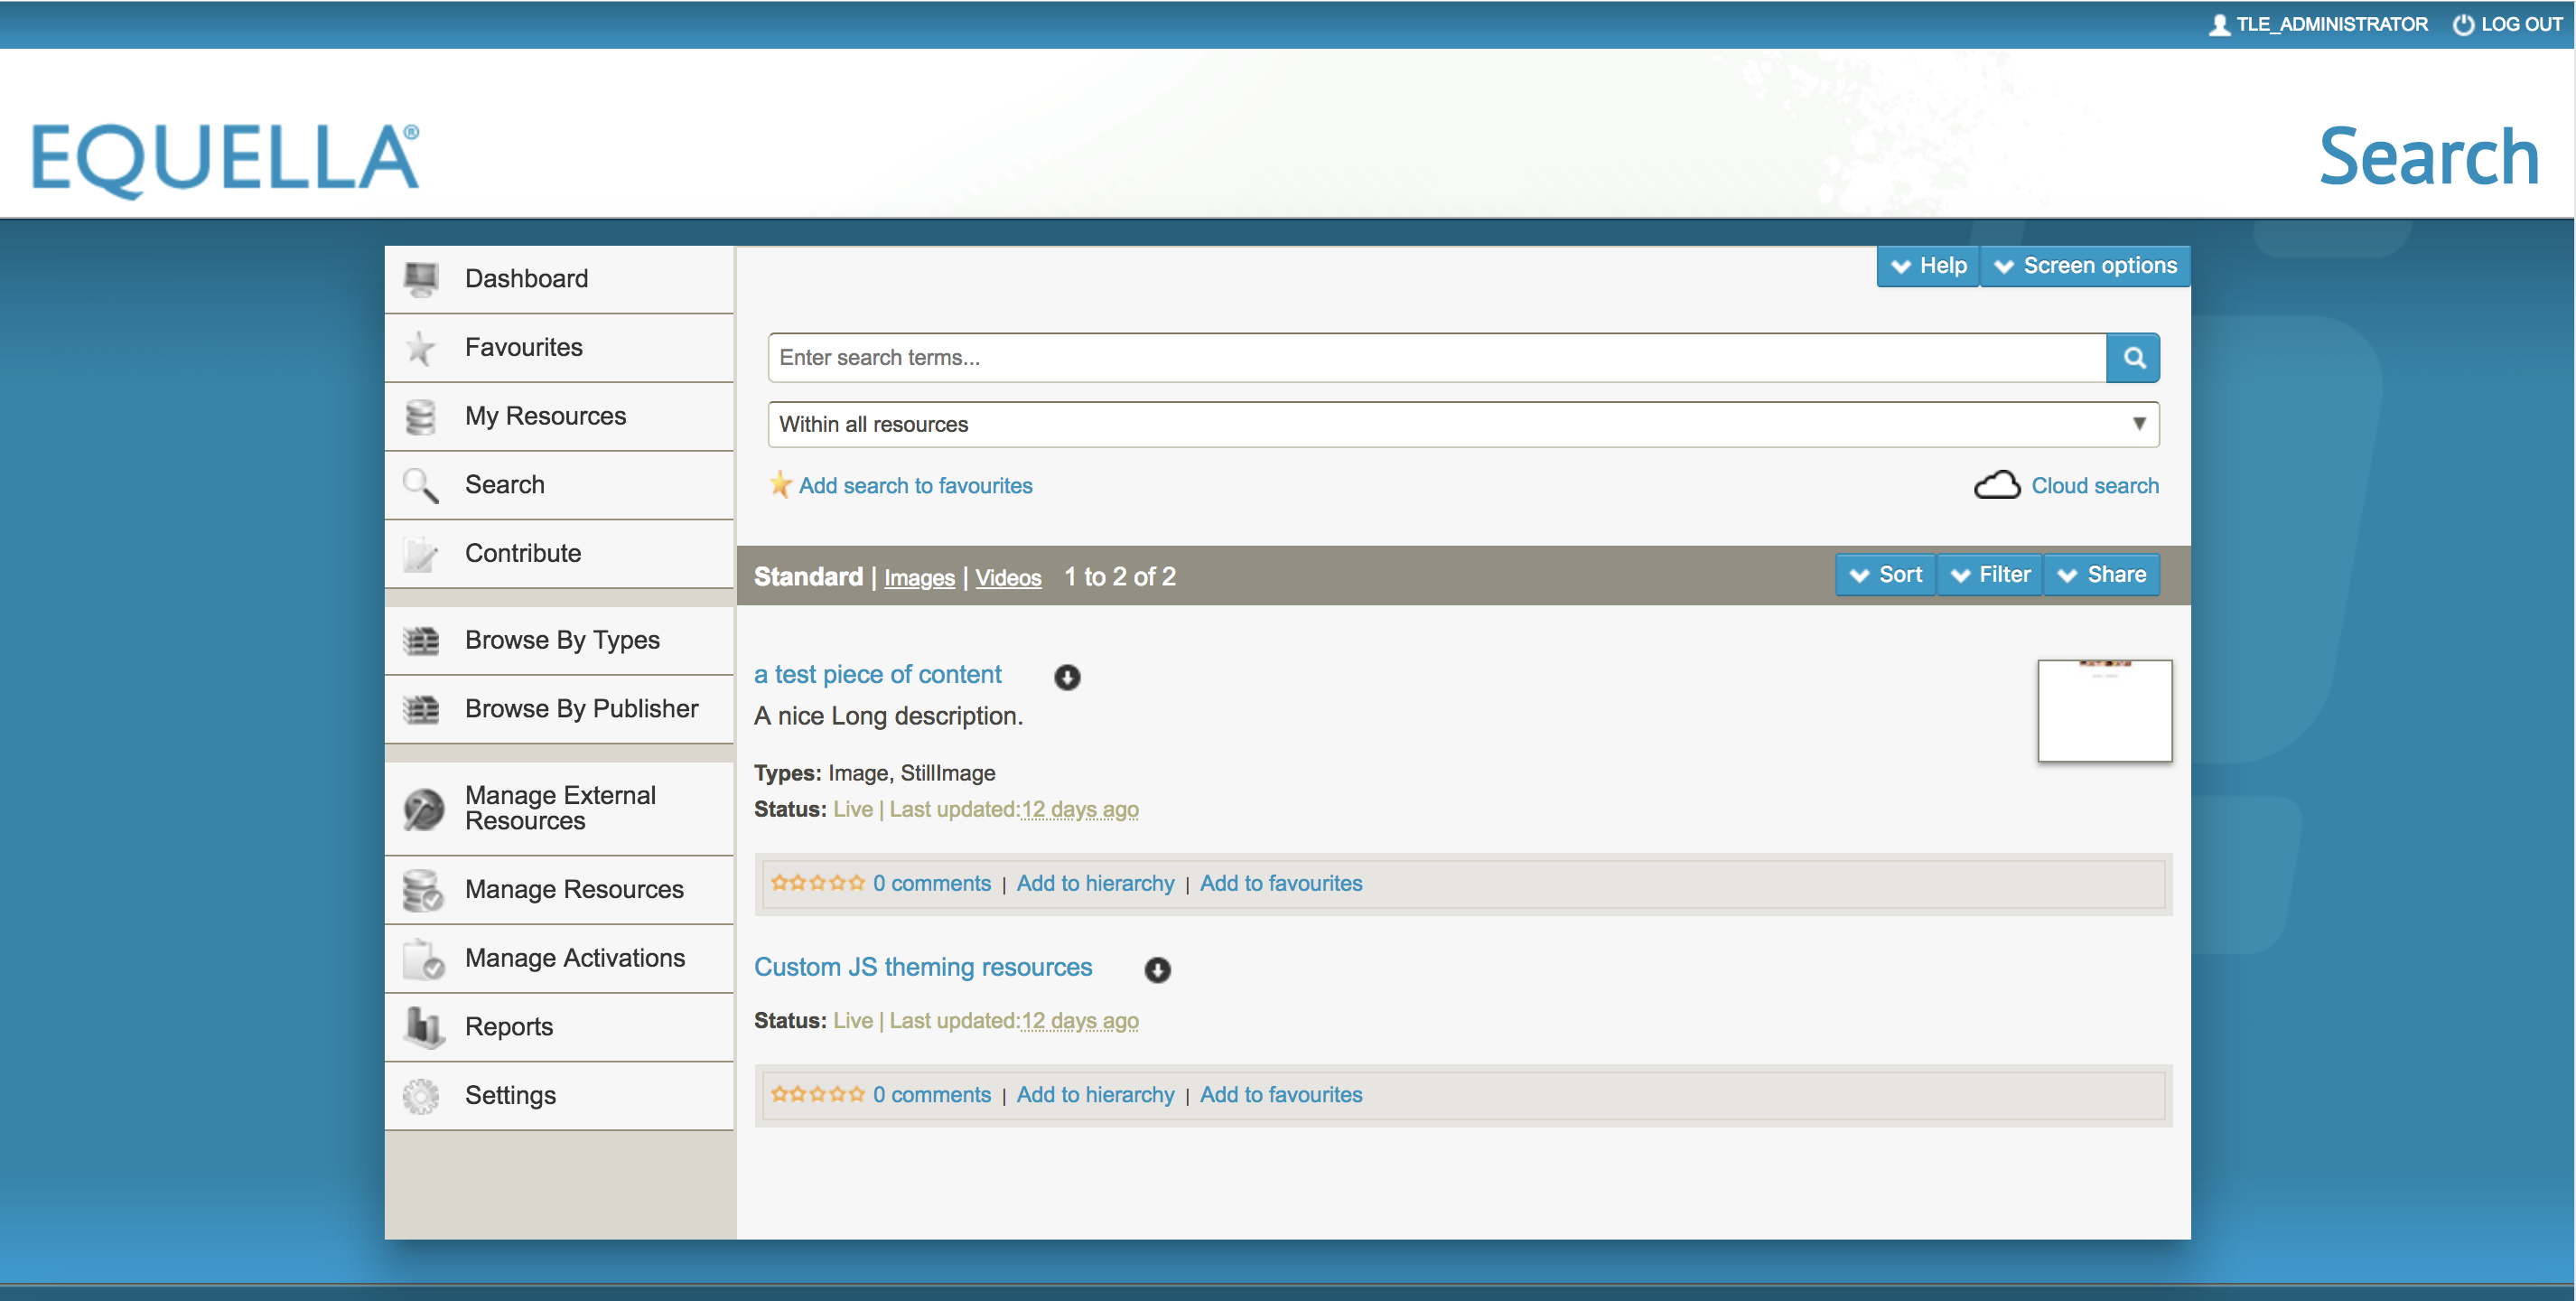 TLE_ADMINISTRATOR LOG OUT
EQUELLA®
Search
Dashboard
Favourites
My Resources
Search
Contribute
Browse By Types
Browse By Publisher
Manage External
Resources
Manage Resources
Manage Activations
Reports
Settings
Help Screen options
Enter search terms...
Within all resources
Add search to favourites Cloud search
Standard | Images | Videos 1 to 2 of 2 Sort Filter Share
a test piece of content
A nice Long description.
Types: Image, StillImage
Status: Live | Last updated:12 days ago
0 comments | Add to hierarchy | Add to favourites
Custom JS theming resources
Status: Live | Last updated:12 days ago
0 comments | Add to hierarchy | Add to favourites